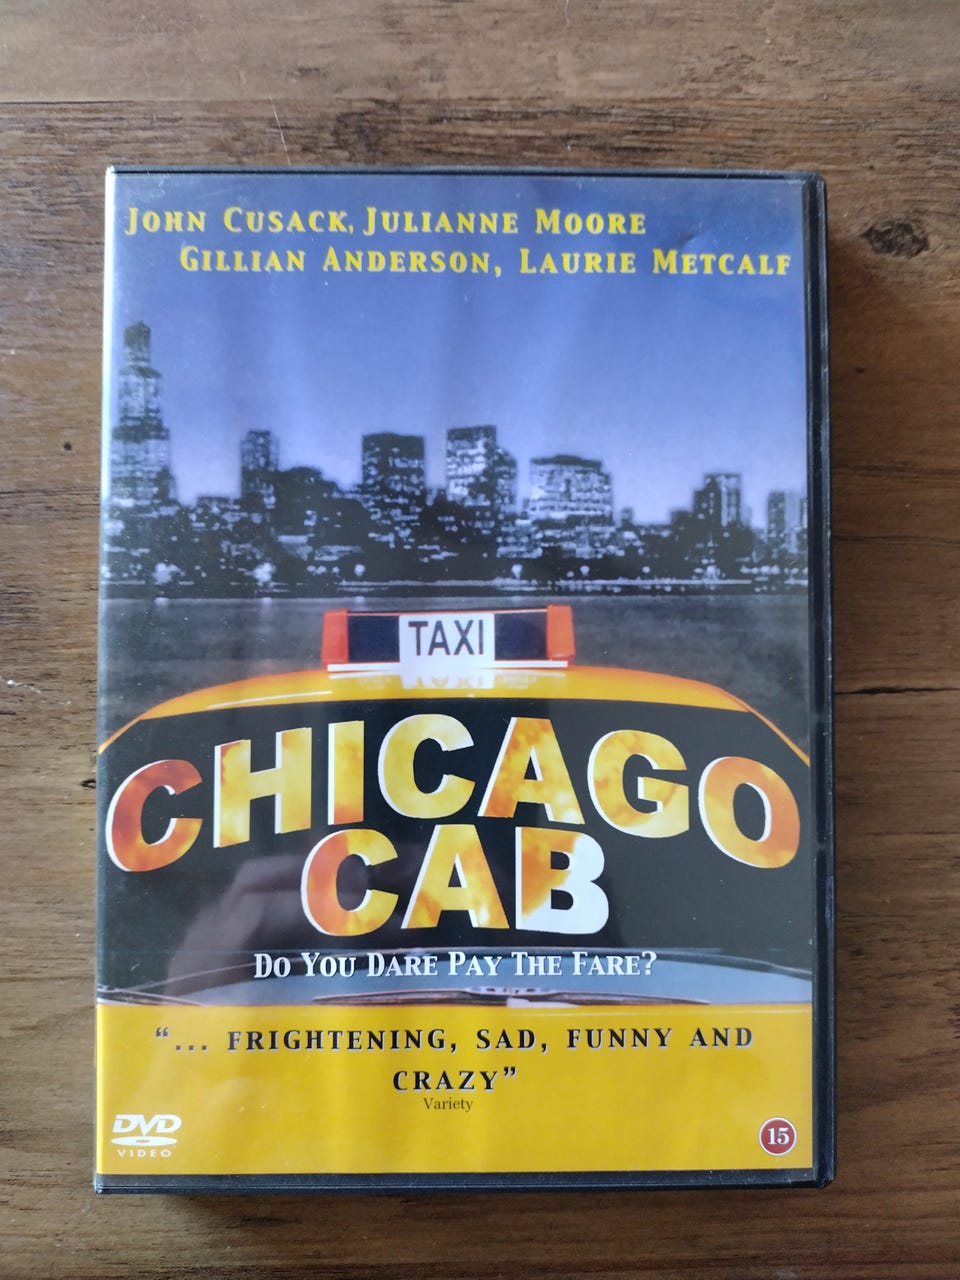 JOHN CUSACK, JULIANNE MOORE
GILLIAN ANDERSON, LAURIE METCALF
TAXI
CHICAGO
CAB
DO YOU DARE PAY THE FARE?
"... FRIGHTENING, SAD, FUNNY AND
CRAZY"
Variety
DVD
VIDEO
15